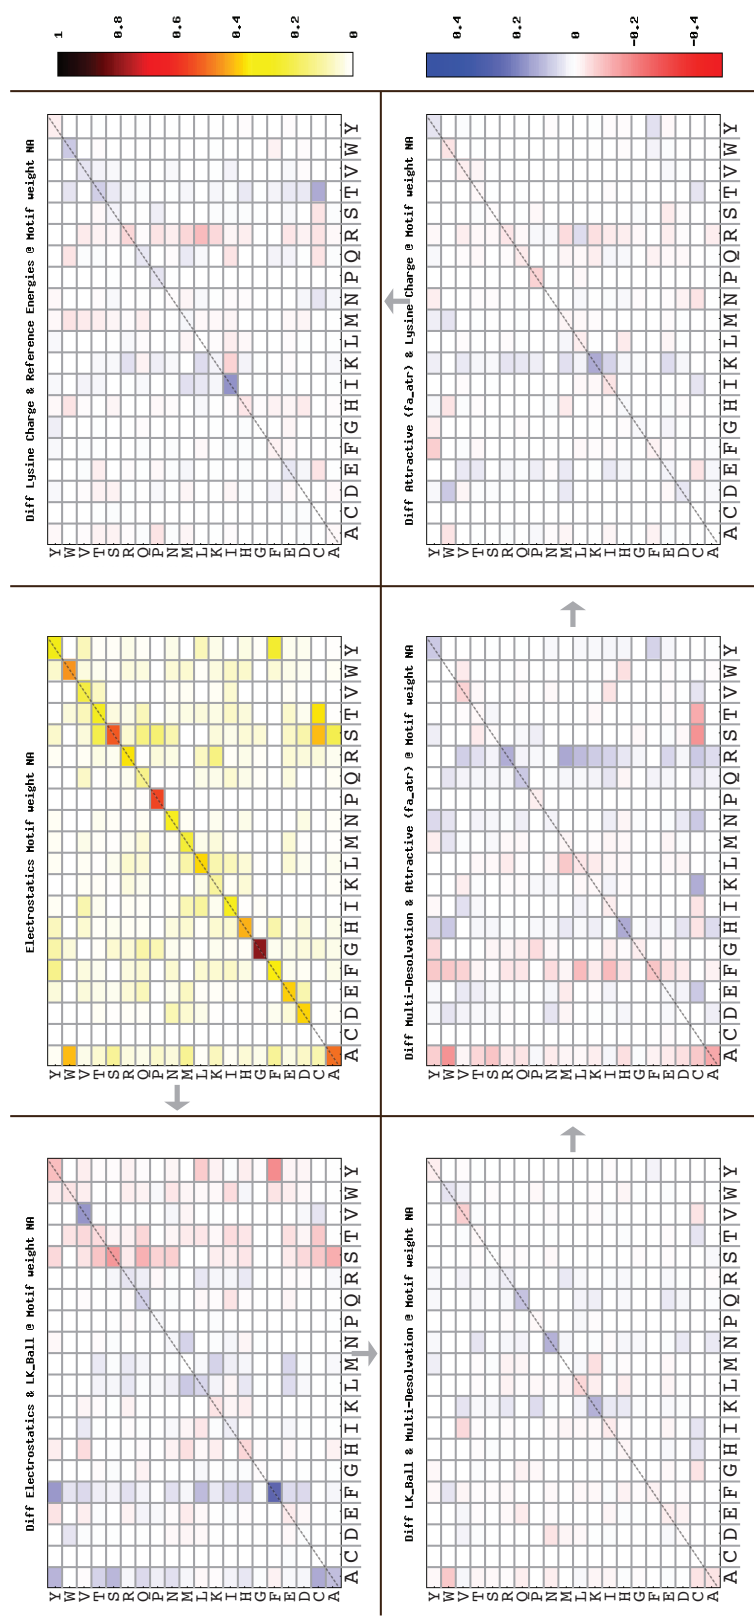 Diff Electrostatics & LK_Ball @ Motif weight NA
Y W V T S R Q P N M L K I H G F E D C A
A C D E F G H I K L M N P Q R S T V W Y
Electrostatics Motif weight NA
Y W V T S R Q P N M L K I H G F E D C A
A C D E F G H I K L M N P Q R S T V W Y
Diff Lysine Charge & Reference Energies @ Motif weight NA
Y W V T S R Q P N M L K I H G F E D C A
A C D E F G H I K L M N P Q R S T V W Y
1
0.8
0.6
0.4
0.2
0
Diff LK_Ball & Multi-Desolvation @ Motif weight NA
Y W V T S R Q P N M L K I H G F E D C A
A C D E F G H I K L M N P Q R S T V W Y
Diff Multi-Desolvation & Attractive (fa_atr) @ Motif weight NA
Y W V T S R Q P N M L K I H G F E D C A
A C D E F G H I K L M N P Q R S T V W Y
Diff Attractive (fa_atr) & Lysine Charge @ Motif weight NA
Y W V T S R Q P N M L K I H G F E D C A
A C D E F G H I K L M N P Q R S T V W Y
0.4
0.2
0
-0.2
-0.4